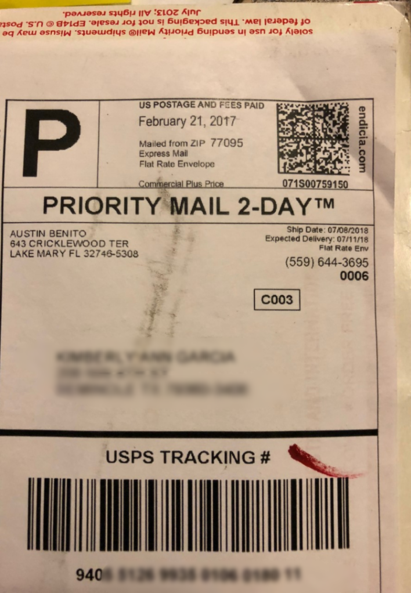 solely for use in sending Priority Mail® shipments. Misuse may be
of federal law. This packaging is not for resale. EP14B © U.S. Posta
July 2013; All rights reserved.
P
US POSTAGE AND FEES PAID
February 21, 2017
Mailed from ZIP 77095
Express Mail
Flat Rate Envelope
Commercial Plus Price
071S00759150
endicia.com
PRIORITY MAIL 2-DAY™
AUSTIN BENITO
643 CRICKLEWOOD TER
LAKE MARY FL 32746-5308
Ship Date: 07/08/2018
Expected Delivery: 07/11/18
Flat Rate Env
(559) 644-3695
0006
C003
USPS TRACKING #
940